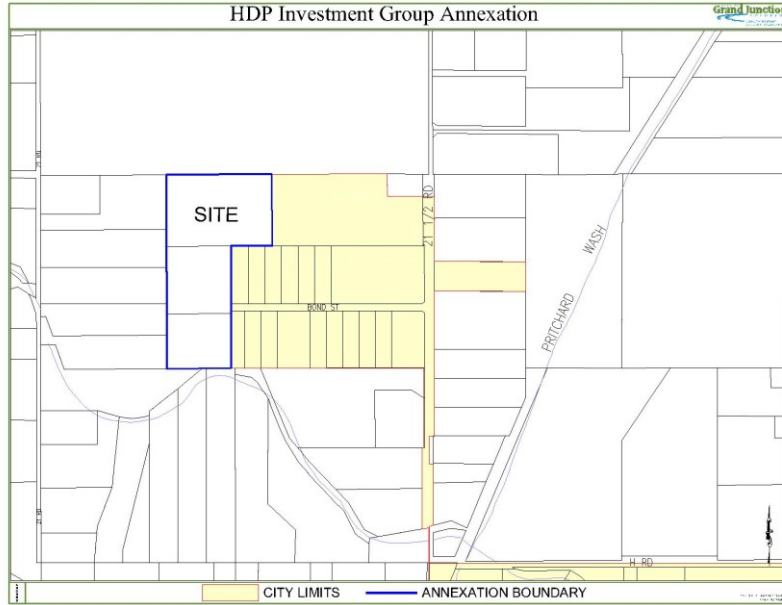 HDP Investment Group Annexation
Grand Junction
SITE
21 1/2 RD
WASH
BOND ST
PRITCHARD
H RD
CITY LIMITS
ANNEXATION BOUNDARY